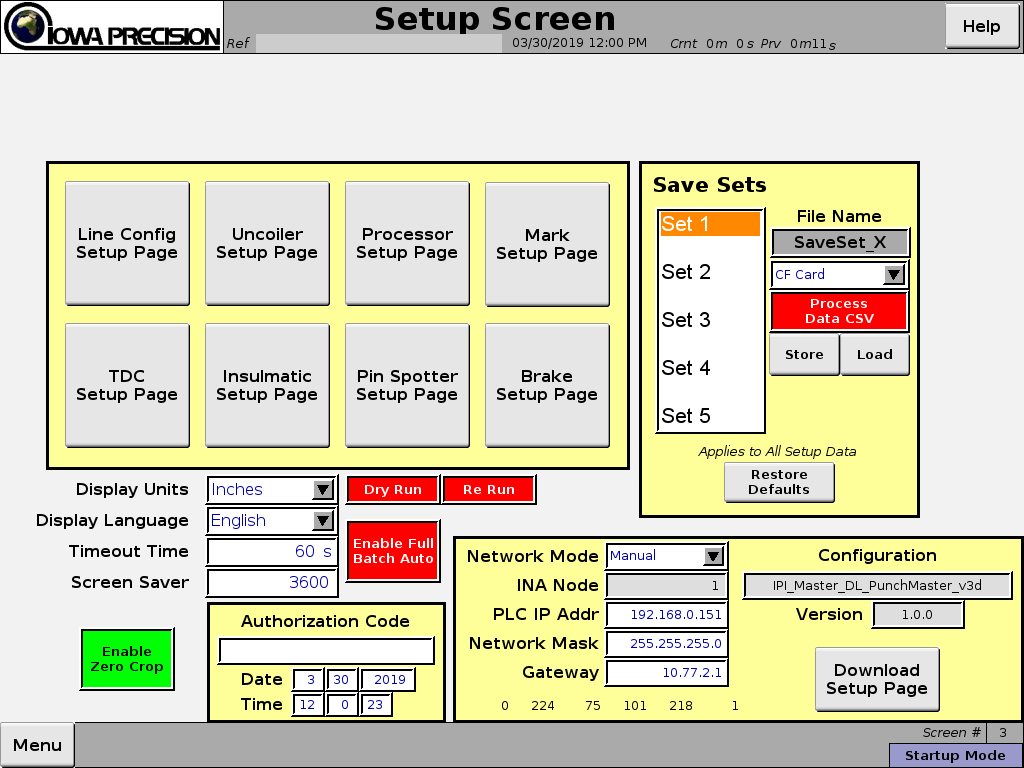 IOWA PRECISION
Setup Screen
Ref
03/30/2019 12:00 PM
Crnt 0m 0s Prv 0m11s
Help
Line Config
Setup Page
Uncoiler
Setup Page
Processor
Setup Page
Mark
Setup Page
TDC
Setup Page
Insulmatic
Setup Page
Pin Spotter
Setup Page
Brake
Setup Page
Save Sets
Set 1
Set 2
Set 3
Set 4
Set 5
File Name
SaveSet_X
CF Card
Process
Data CSV
Store
Load
Applies to All Setup Data
Restore
Defaults
Display Units
Inches
Dry Run
Re Run
Display Language
English
Timeout Time
60 s
Screen Saver
3600
Enable Full
Batch Auto
Enable
Zero Crop
Authorization Code
Date 3 30 2019
Time 12 0 23
Network Mode
Manual
INA Node
1
PLC IP Addr
192.168.0.151
Network Mask
255.255.255.0
Gateway
10.77.2.1
0 224 75 101 218 1
Configuration
IPI_Master_DL_PunchMaster_v3d
Version
1.0.0
Download
Setup Page
Menu
Screen # 3
Startup Mode